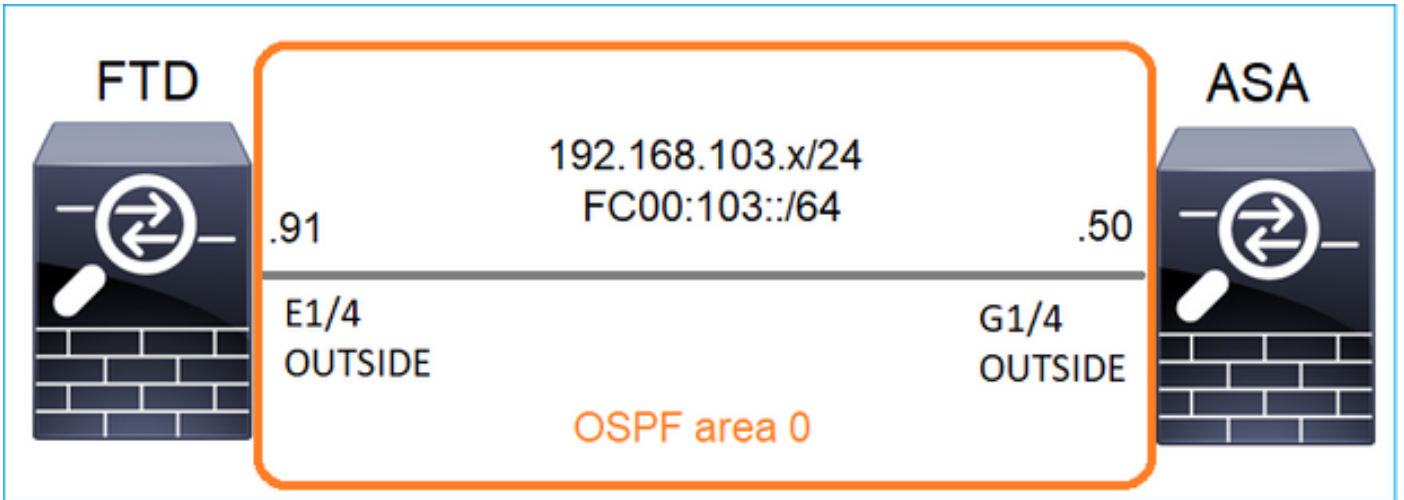 FTD
ASA
192.168.103.x/24
FC00:103::/64
.91
.50
E1/4
OUTSIDE
G1/4
OUTSIDE
OSPF area 0